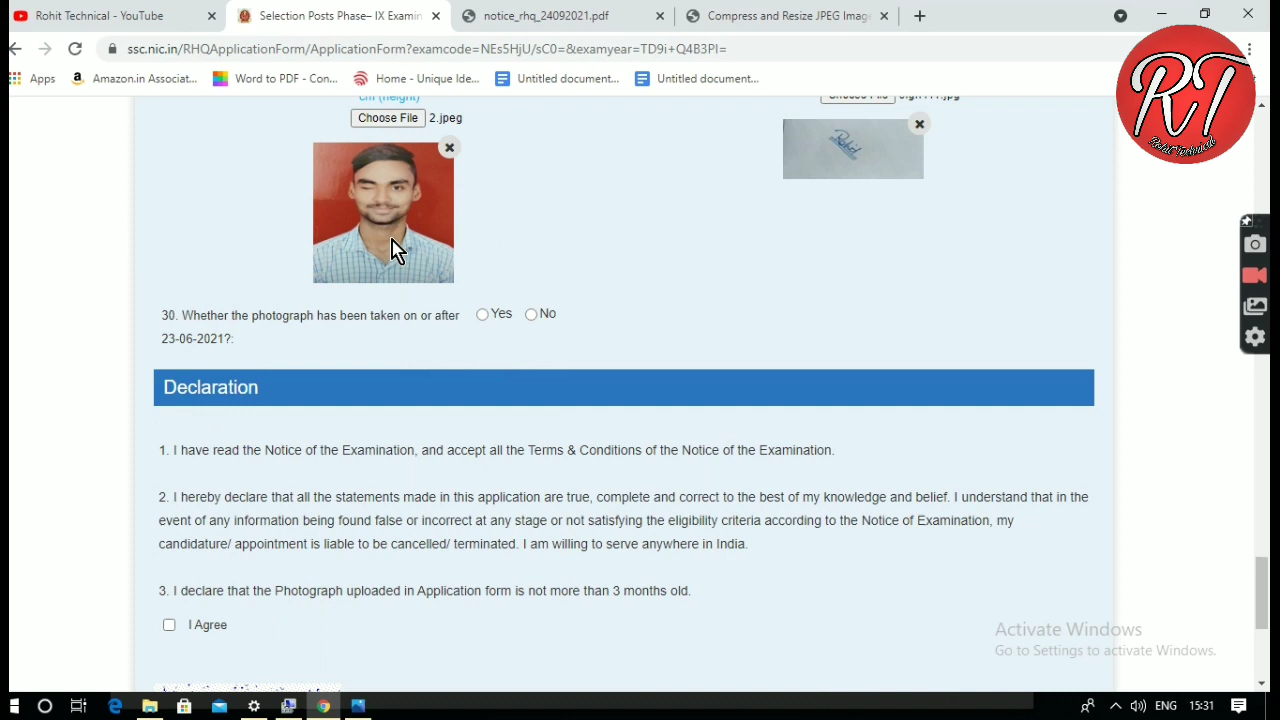 Rohit Technical - YouTube
Selection Posts Phase– IX Examin
notice_rhq_24092021.pdf
Compress and Resize JPEG Imag
ssc.nic.in/RHQApplicationForm/ApplicationForm?examcode=NEs5HjU/sC0=&examyear=TD9i+Q4B3PI=
Apps
Amazon.in Associat...
Word to PDF - Con...
Home - Unique Ide...
Untitled document...
Untitled document...
RT
Rohit Technical
cm (height)
Choose File 2.jpeg
Choose File
Rohit
30. Whether the photograph has been taken on or after
23-06-2021?:
Yes No
Declaration
1. I have read the Notice of the Examination, and accept all the Terms & Conditions of the Notice of the Examination.
2. I hereby declare that all the statements made in this application are true, complete and correct to the best of my knowledge and belief. I understand that in the
event of any information being found false or incorrect at any stage or not satisfying the eligibility criteria according to the Notice of Examination, my
candidature/ appointment is liable to be cancelled/ terminated. I am willing to serve anywhere in India.
3. I declare that the Photograph uploaded in Application form is not more than 3 months old.
I Agree
Activate Windows
Go to Settings to activate Windows.
ENG 15:31